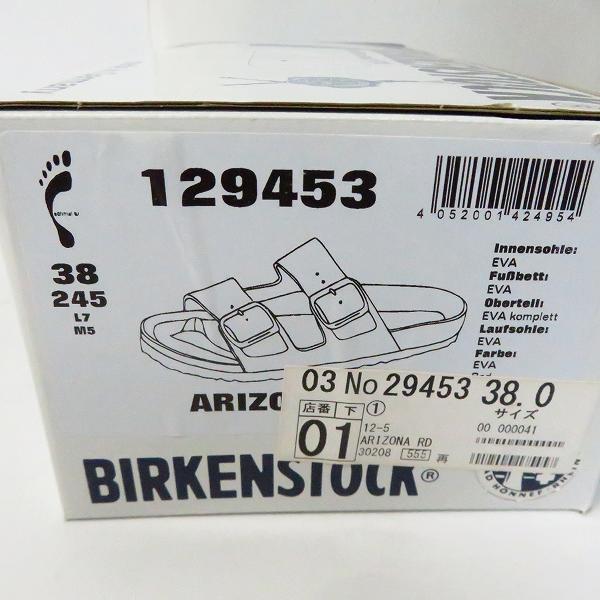 129453
4 052001 424954
38
245
L7
M5
Innensohle:
EVA
Fußbett:
EVA
Oberteil:
EVA komplett
Laufsohle:
EVA
Farbe:
EVA
ARIZO
03 No 29453 38.0
店番 下 ① サイズ
01 12-5 00 000041
ARIZONA RD
30208 555 再
BIRKENSTOCK®